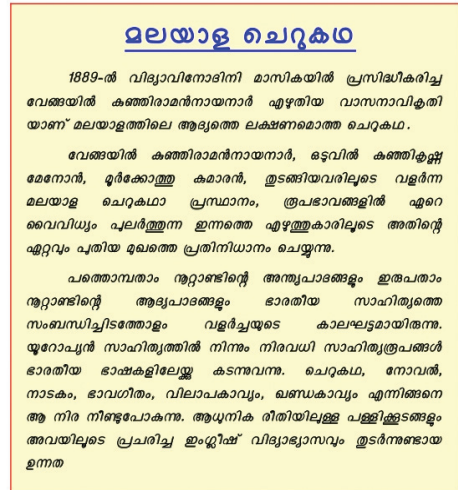 മലയാള ചെറുകഥ
1889-ൽ വിദ്യാവിനോദിനി മാസികയിൽ പ്രസിദ്ധീകരിച്ച
വേങ്ങയിൽ കുഞ്ഞിരാമൻനായനാർ എഴുതിയ വാസനാവികൃതി
യാണ് മലയാളത്തിലെ ആദ്യത്തെ ലക്ഷണമൊത്ത ചെറുകഥ.
വേങ്ങയിൽ കുഞ്ഞിരാമൻനായനാർ, ഒടുവിൽ കുഞ്ഞികൃഷ്ണ
മേനോൻ, മൂർക്കോത്തു കുമാരൻ, തുടങ്ങിയവരിലൂടെ വളർന്ന
മലയാള ചെറുകഥാ പ്രസ്ഥാനം, രൂപഭാവങ്ങളിൽ ഏറെ
വൈവിധ്യം പുലർത്തുന്ന ഇന്നത്തെ എഴുത്തുകാരിലൂടെ അതിന്റെ
ഏറ്റവും പുതിയ മുഖത്തെ പ്രതിനിധാനം ചെയ്യുന്നു.
പത്തൊമ്പതാം നൂറ്റാണ്ടിന്റെ അന്ത്യപാദങ്ങളും ഇരുപതാം
നൂറ്റാണ്ടിന്റെ ആദ്യപാദങ്ങളും ഭാരതീയ സാഹിത്യത്തെ
സംബന്ധിച്ചിടത്തോളം വളർച്ചയുടെ കാലഘട്ടമായിരുന്നു.
യൂറോപ്യൻ സാഹിത്യത്തിൽ നിന്നും നിരവധി സാഹിത്യരൂപങ്ങൾ
ഭാരതീയ ഭാഷകളിലേയ്ക്കു കടന്നുവന്നു. ചെറുകഥ, നോവൽ,
നാടകം, ഭാവഗീതം, വിലാപകാവ്യം, ഖണ്ഡകാവ്യം എന്നിങ്ങനെ
ആ നിര നീണ്ടുപോകുന്നു. ആധുനിക രീതിയിലുള്ള പള്ളിക്കൂടങ്ങളും
അവയിലൂടെ പ്രചരിച്ച ഇംഗ്ലീഷ് വിദ്യാഭ്യാസവും തുടർന്നുണ്ടായ
ഉന്നത